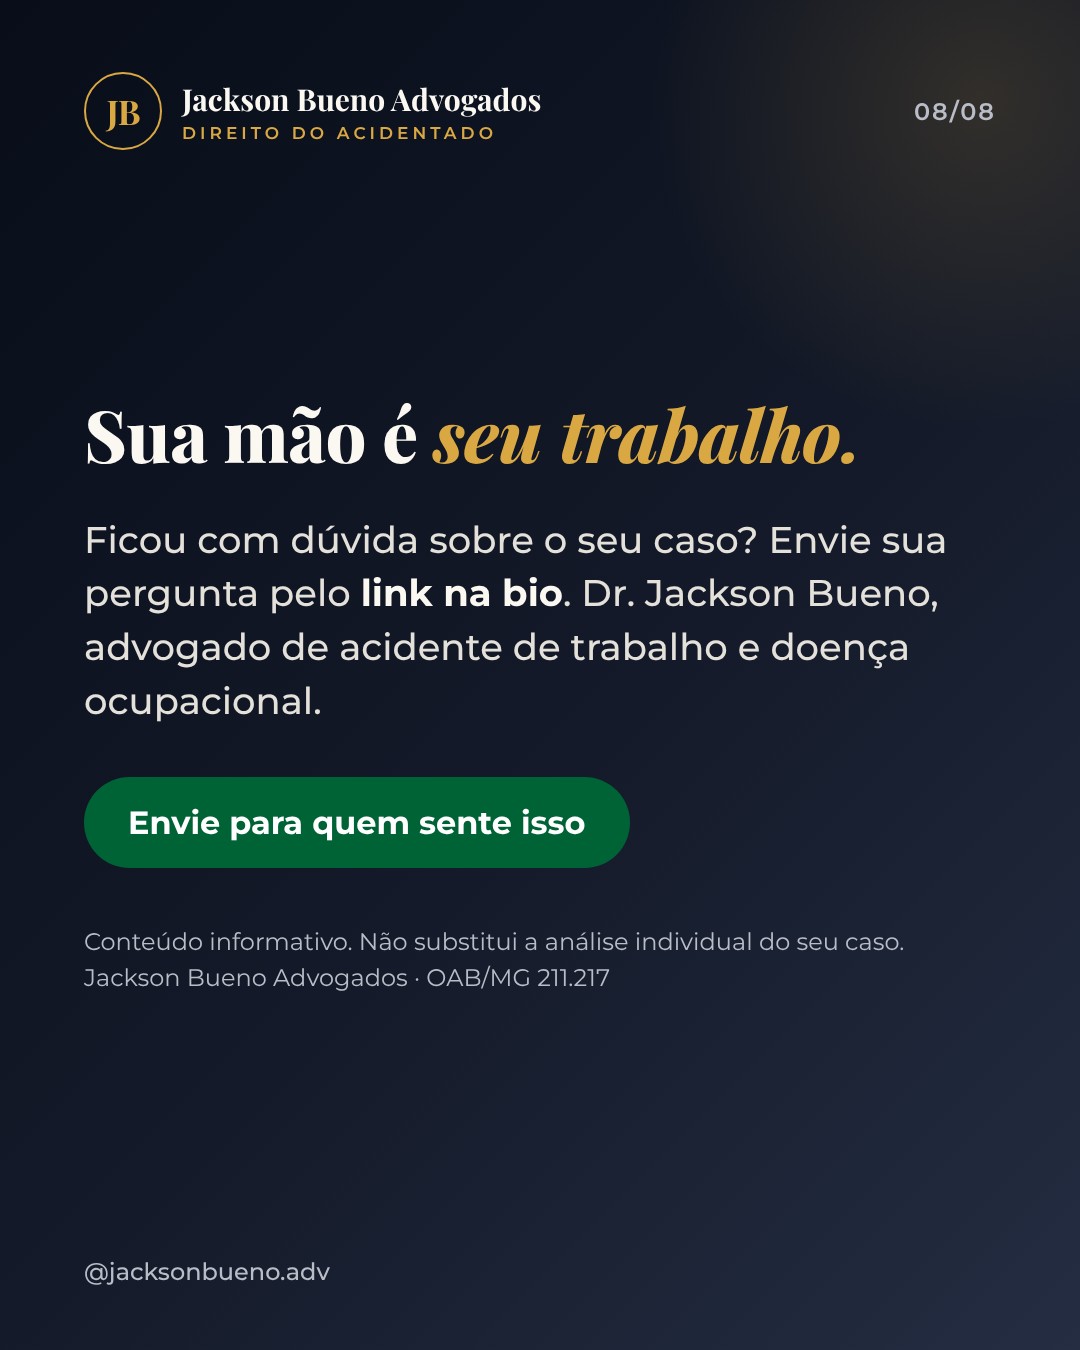 JB
Jackson Bueno Advogados
DIREITO DO ACIDENTADO
08/08
Sua mão é seu trabalho.
Ficou com dúvida sobre o seu caso? Envie sua
pergunta pelo link na bio. Dr. Jackson Bueno,
advogado de acidente de trabalho e doença
ocupacional.
Envie para quem sente isso
Conteúdo informativo. Não substitui a análise individual do seu caso.
Jackson Bueno Advogados · OAB/MG 211.217
@jacksonbueno.adv